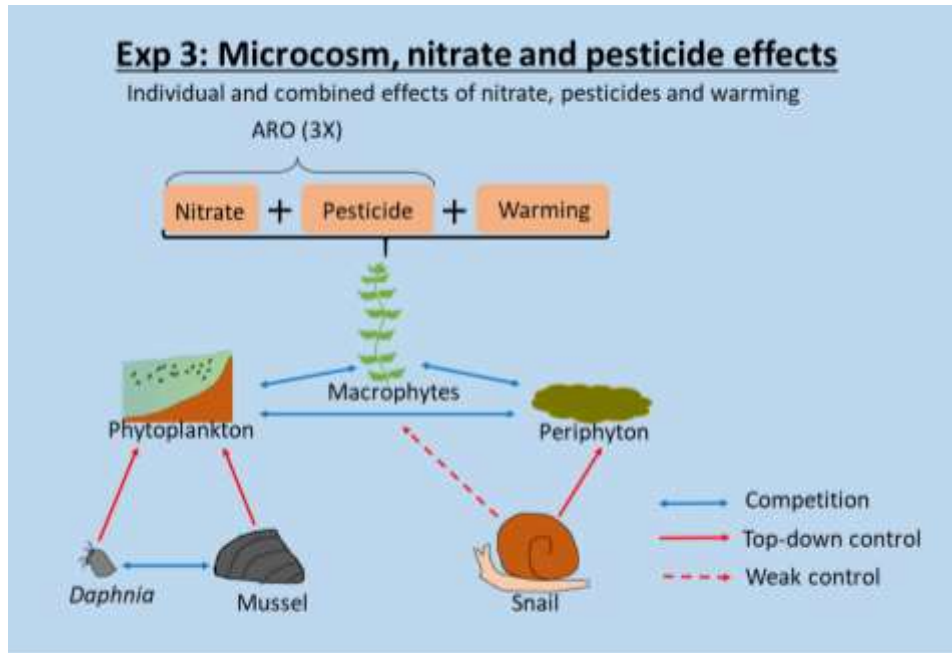 Exp 3: Microcosm, nitrate and pesticide effects
Individual and combined effects of nitrate, pesticides and warming
ARO (3X)
Nitrate + Pesticide + Warming
Macrophytes
Phytoplankton
Periphyton
Competition
Top-down control
Weak control
Daphnia
Mussel
Snail